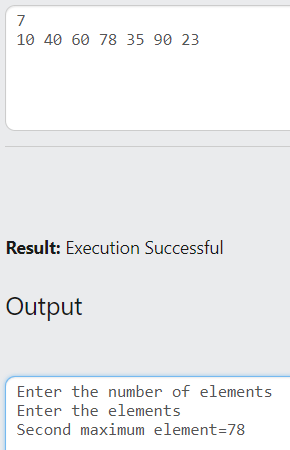 7
10 40 60 78 35 90 23
Result: Execution Successful
Output
Enter the number of elements
Enter the elements
Second maximum element=78